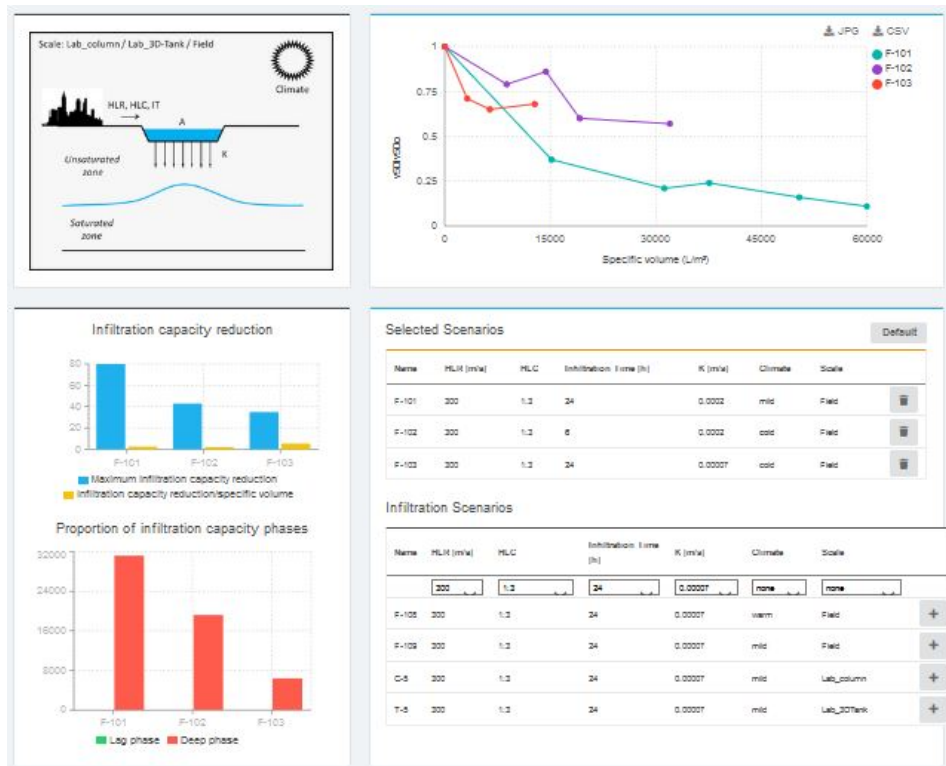 Scale: Lab_column / Lab_3D-Tank / Field
Climate
HLR, HLC, IT
A
K
Unsaturated
zone
Saturated
zone
JPG CSV
F-101
F-102
F-103
1
0.75
0.5
0.25
0
0 15000 30000 45000 60000
Specific volume (L/m²)
Infiltration capacity reduction
80
60
40
20
0
F-101 F-102 F-103
Maximum infiltration capacity reduction
Infiltration capacity reduction/specific volume
Proportion of infiltration capacity phases
32000
24000
16000
8000
0
F-101 F-102 F-103
Lag phase Deep phase
Selected Scenarios Default
Name HLR (m/a) HLC Infiltration Time (h) K (m/s) Climate Scale
F-101 300 1:3 24 0.0002 mild Field
F-102 300 1:3 6 0.0002 cold Field
F-103 300 1:3 24 0.00007 cold Field
Infiltration Scenarios
Name HLR (m/a) HLC Infiltration Time (h) K (m/s) Climate Scale
300 1:3 24 0.00007 none none
300 1:3 24 0.00007 warm Field
F-109 300 1:3 24 0.00007 mild Field
C-5 300 1:3 24 0.00007 mild Lab_column
T-5 300 1:3 24 0.00007 mild Lab_3DTank